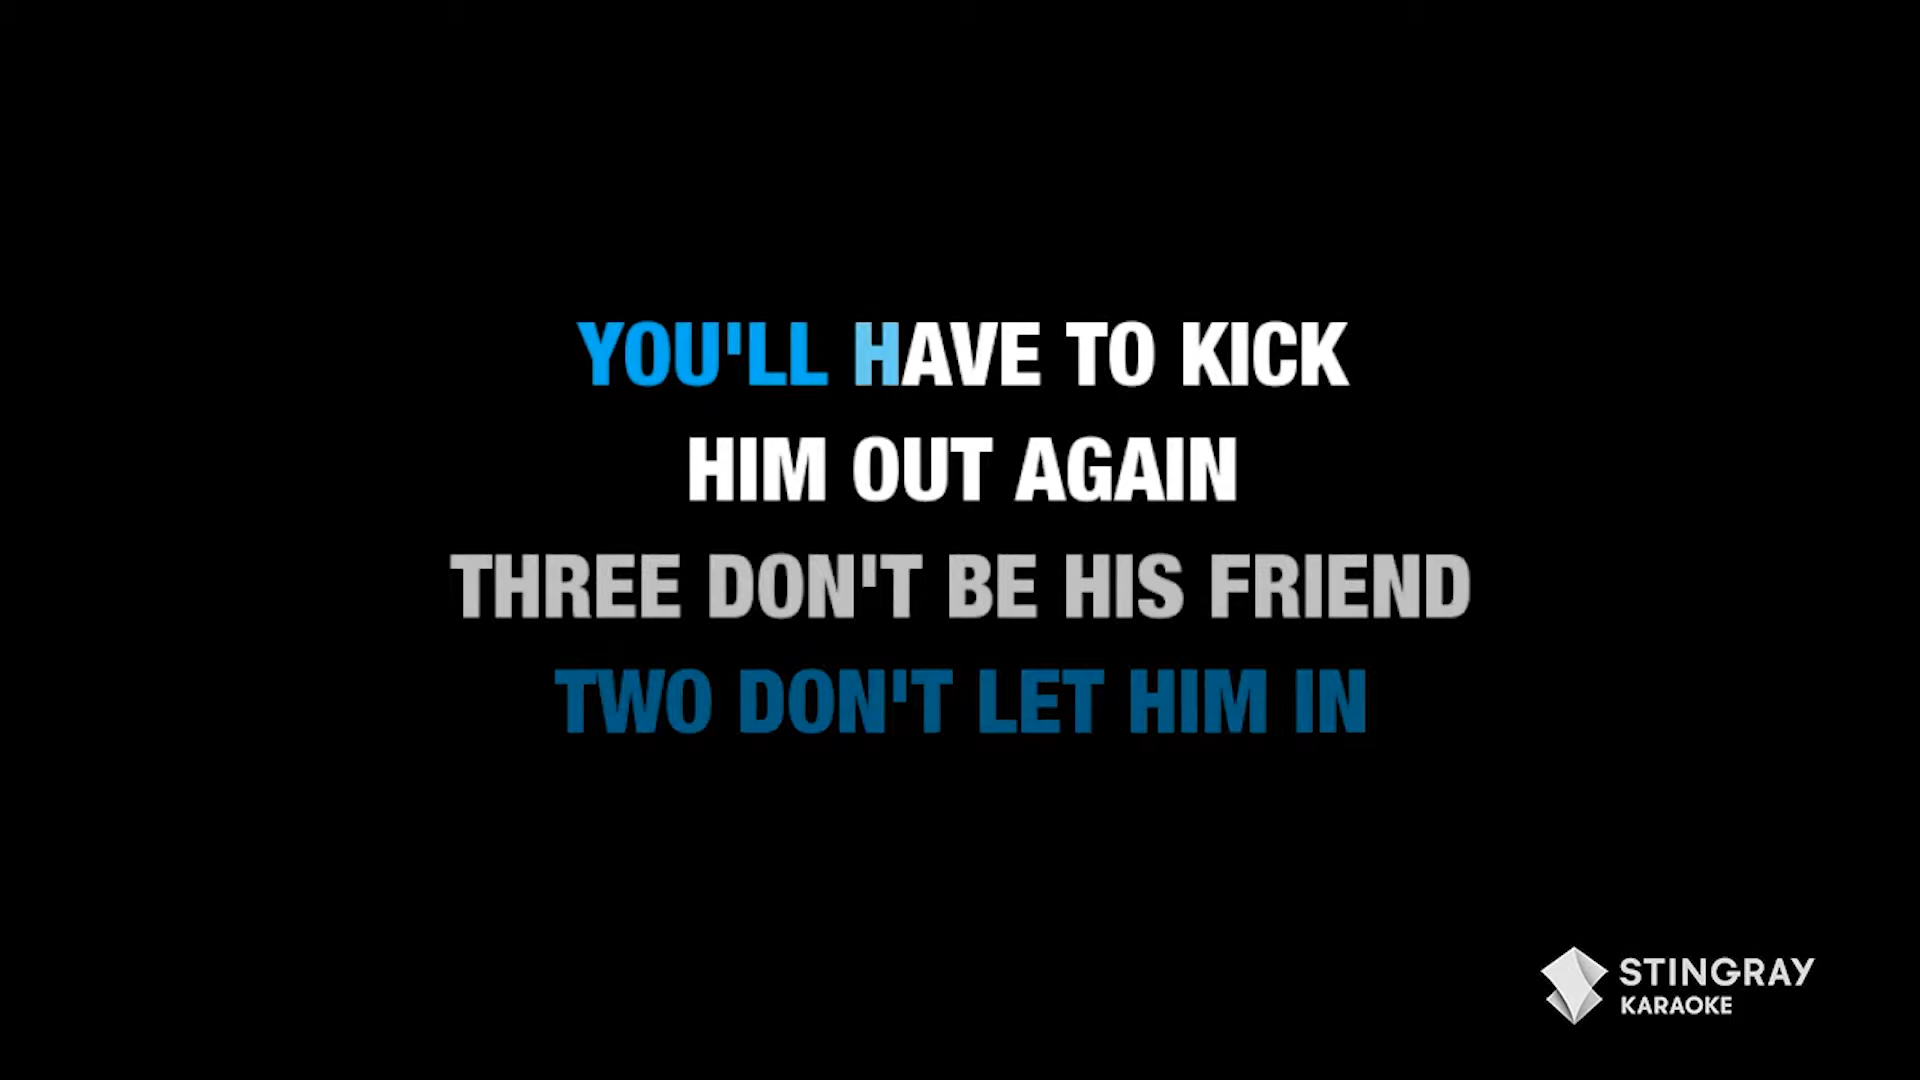 YOU'LL HAVE TO KICK
HIM OUT AGAIN
THREE DON'T BE HIS FRIEND
TWO DON'T LET HIM IN
STINGRAY
KARAOKE